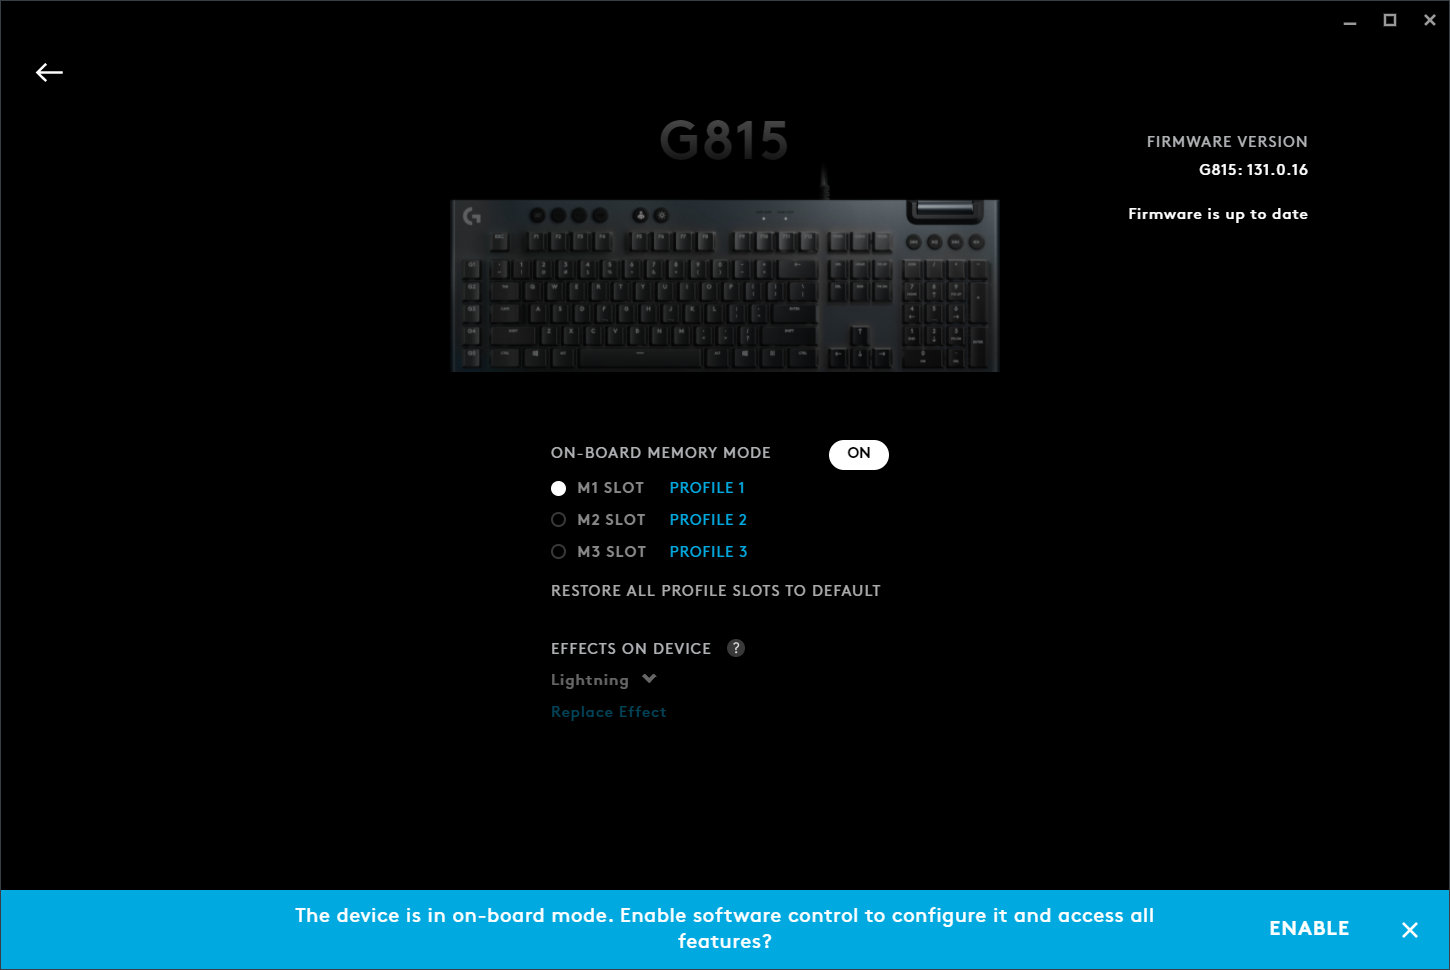 G815
FIRMWARE VERSION
G815: 131.0.16
Firmware is up to date
ON-BOARD MEMORY MODE
ON
M1 SLOT PROFILE 1
M2 SLOT PROFILE 2
M3 SLOT PROFILE 3
RESTORE ALL PROFILE SLOTS TO DEFAULT
EFFECTS ON DEVICE ?
Lightning
Replace Effect
The device is in on-board mode. Enable software control to configure it and access all
features?
ENABLE